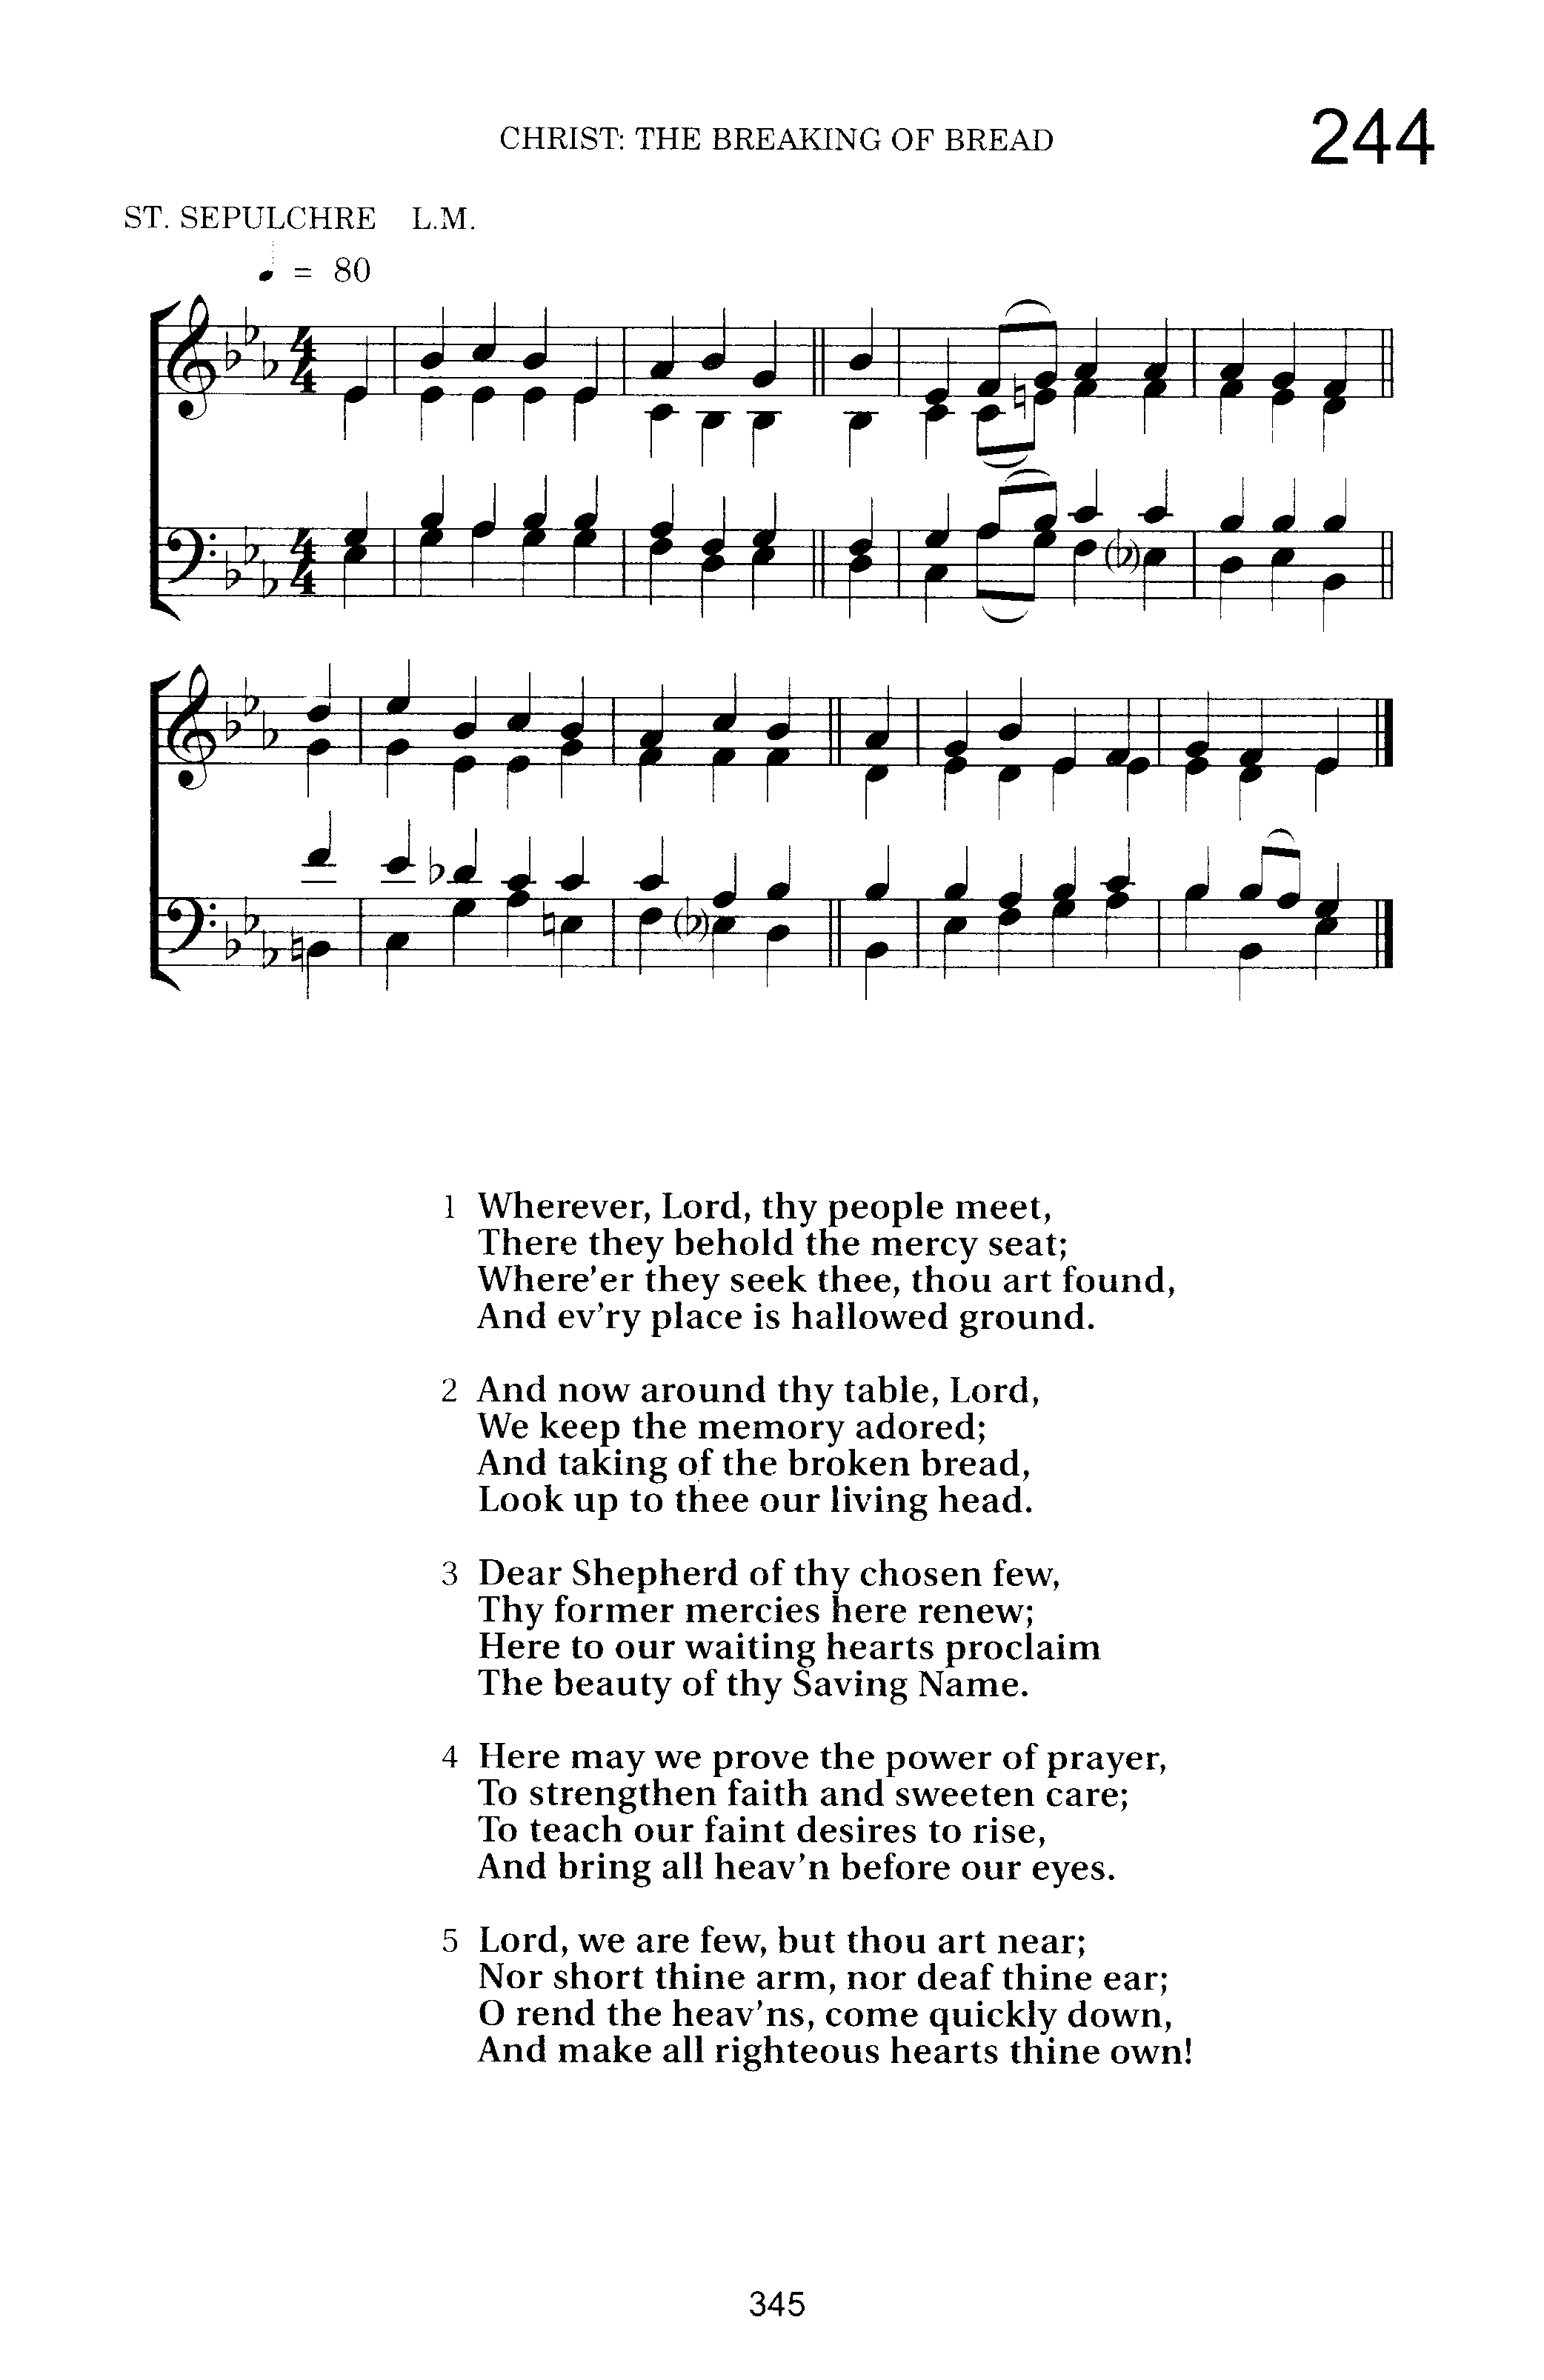 CHRIST: THE BREAKING OF BREAD
244
ST. SEPULCHRE L.M.
♩ = 80
1 Wherever, Lord, thy people meet,
There they behold the mercy seat;
Where'er they seek thee, thou art found,
And ev'ry place is hallowed ground.
2 And now around thy table, Lord,
We keep the memory adored;
And taking of the broken bread,
Look up to thee our living head.
3 Dear Shepherd of thy chosen few,
Thy former mercies here renew;
Here to our waiting hearts proclaim
The beauty of thy Saving Name.
4 Here may we prove the power of prayer,
To strengthen faith and sweeten care;
To teach our faint desires to rise,
And bring all heav'n before our eyes.
5 Lord, we are few, but thou art near;
Nor short thine arm, nor deaf thine ear;
O rend the heav'ns, come quickly down,
And make all righteous hearts thine own!
345